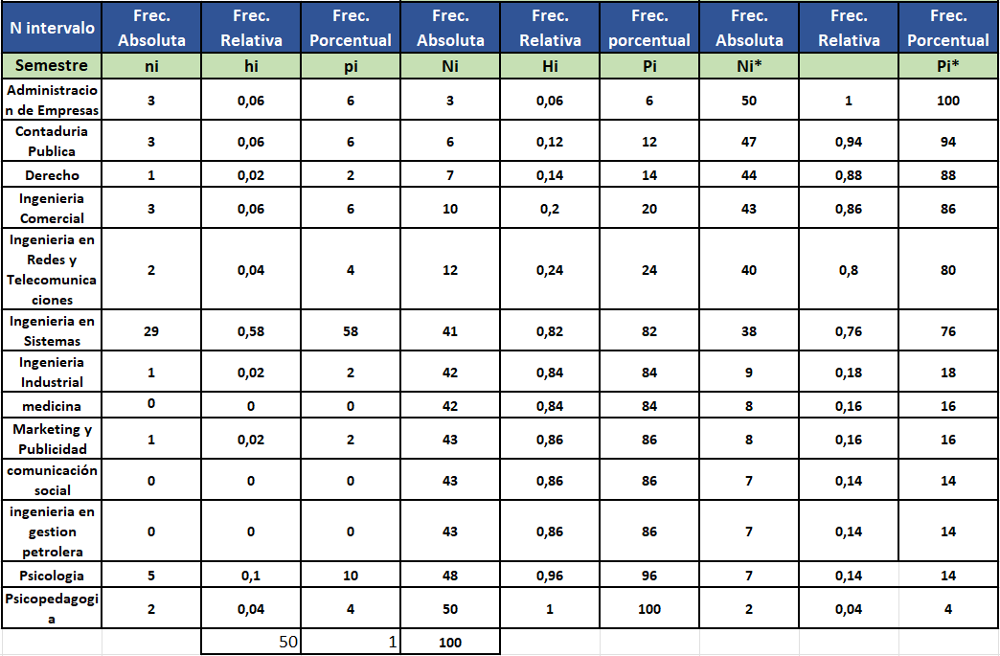 N intervalo Frec. Absoluta Frec. Relativa Frec. Porcentual Frec. Absoluta Frec. Relativa Frec. porcentual Frec. Absoluta Frec. Relativa Frec. Porcentual
Semestre ni hi pi Ni Hi Pi Ni* Pi*
Administracio
n de Empresas 3 0,06 6 3 0,06 6 50 1 100
Contaduria
Publica 3 0,06 6 6 0,12 12 47 0,94 94
Derecho 1 0,02 2 7 0,14 14 44 0,88 88
Ingenieria
Comercial 3 0,06 6 10 0,2 20 43 0,86 86
Ingenieria en
Redes y
Telecomunica
ciones 2 0,04 4 12 0,24 24 40 0,8 80
Ingenieria en
Sistemas 29 0,58 58 41 0,82 82 38 0,76 76
Ingenieria
Industrial 1 0,02 2 42 0,84 84 9 0,18 18
medicina 0 0 0 42 0,84 84 8 0,16 16
Marketing y
Publicidad 1 0,02 2 43 0,86 86 8 0,16 16
comunicación
social 0 0 0 43 0,86 86 7 0,14 14
ingenieria en
gestion
petrolera 0 0 0 43 0,86 86 7 0,14 14
Psicologia 5 0,1 10 48 0,96 96 7 0,14 14
Psicopedagogi
a 2 0,04 4 50 1 100 2 0,04 4
50 1 100